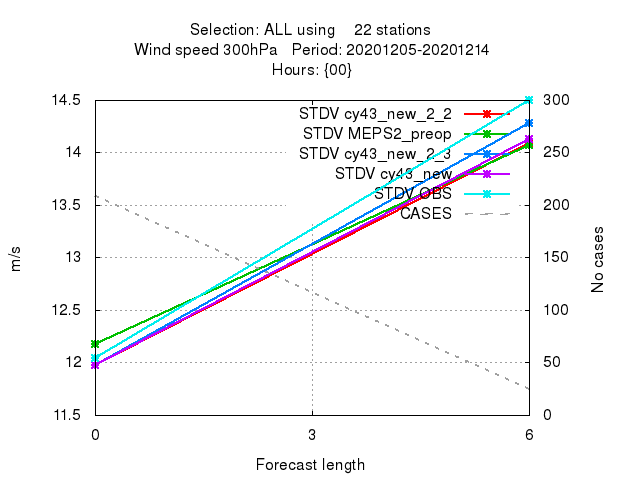 Selection: ALL using 22 stations
Wind speed 300hPa Period: 20201205-20201214
Hours: {00}
STDV cy43_new_2_2
STDV MEPS2_preop
STDV cy43_new_2_3
STDV cy43_new
STDV OBS
CASES
14.5
14
13.5
13
12.5
12
11.5
m/s
300
250
200
150
100
50
0
No cases
0 3 6
Forecast length